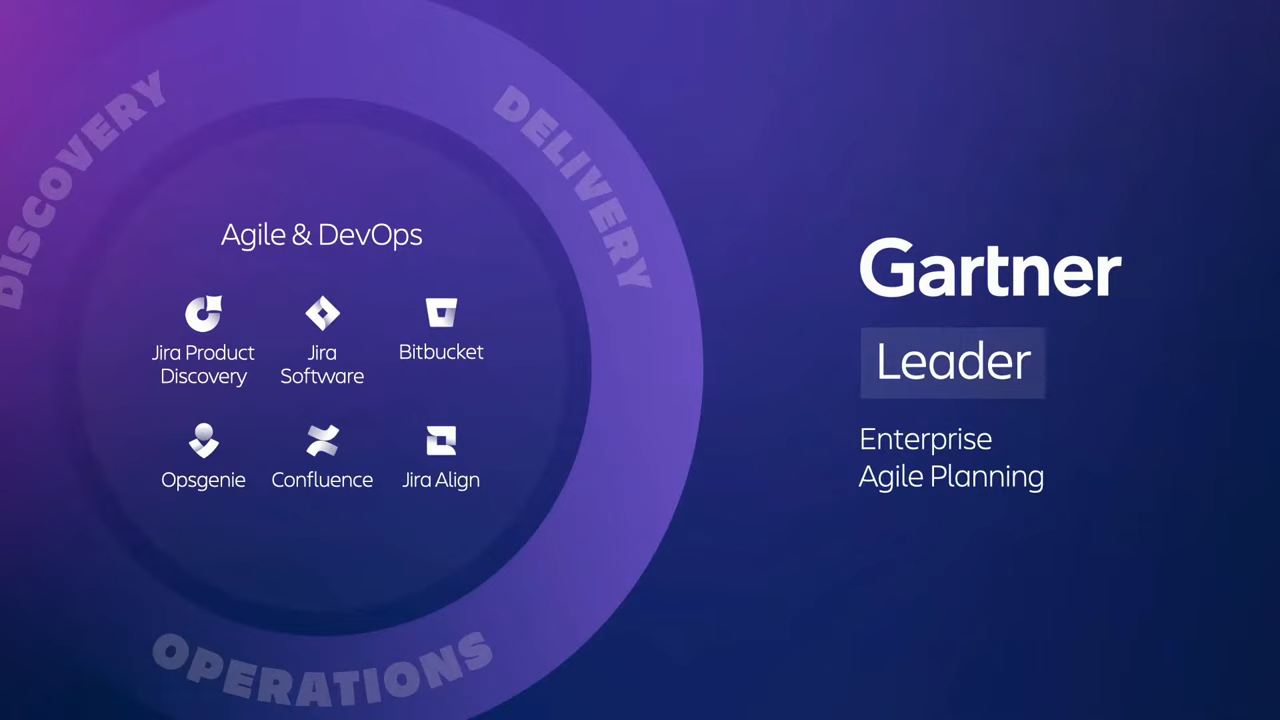 DISCOVERY
DELIVERY
OPERATIONS
Agile & DevOps
Jira Product
Discovery
Jira
Software
Bitbucket
Opsgenie
Confluence
Jira Align
Gartner
Leader
Enterprise
Agile Planning